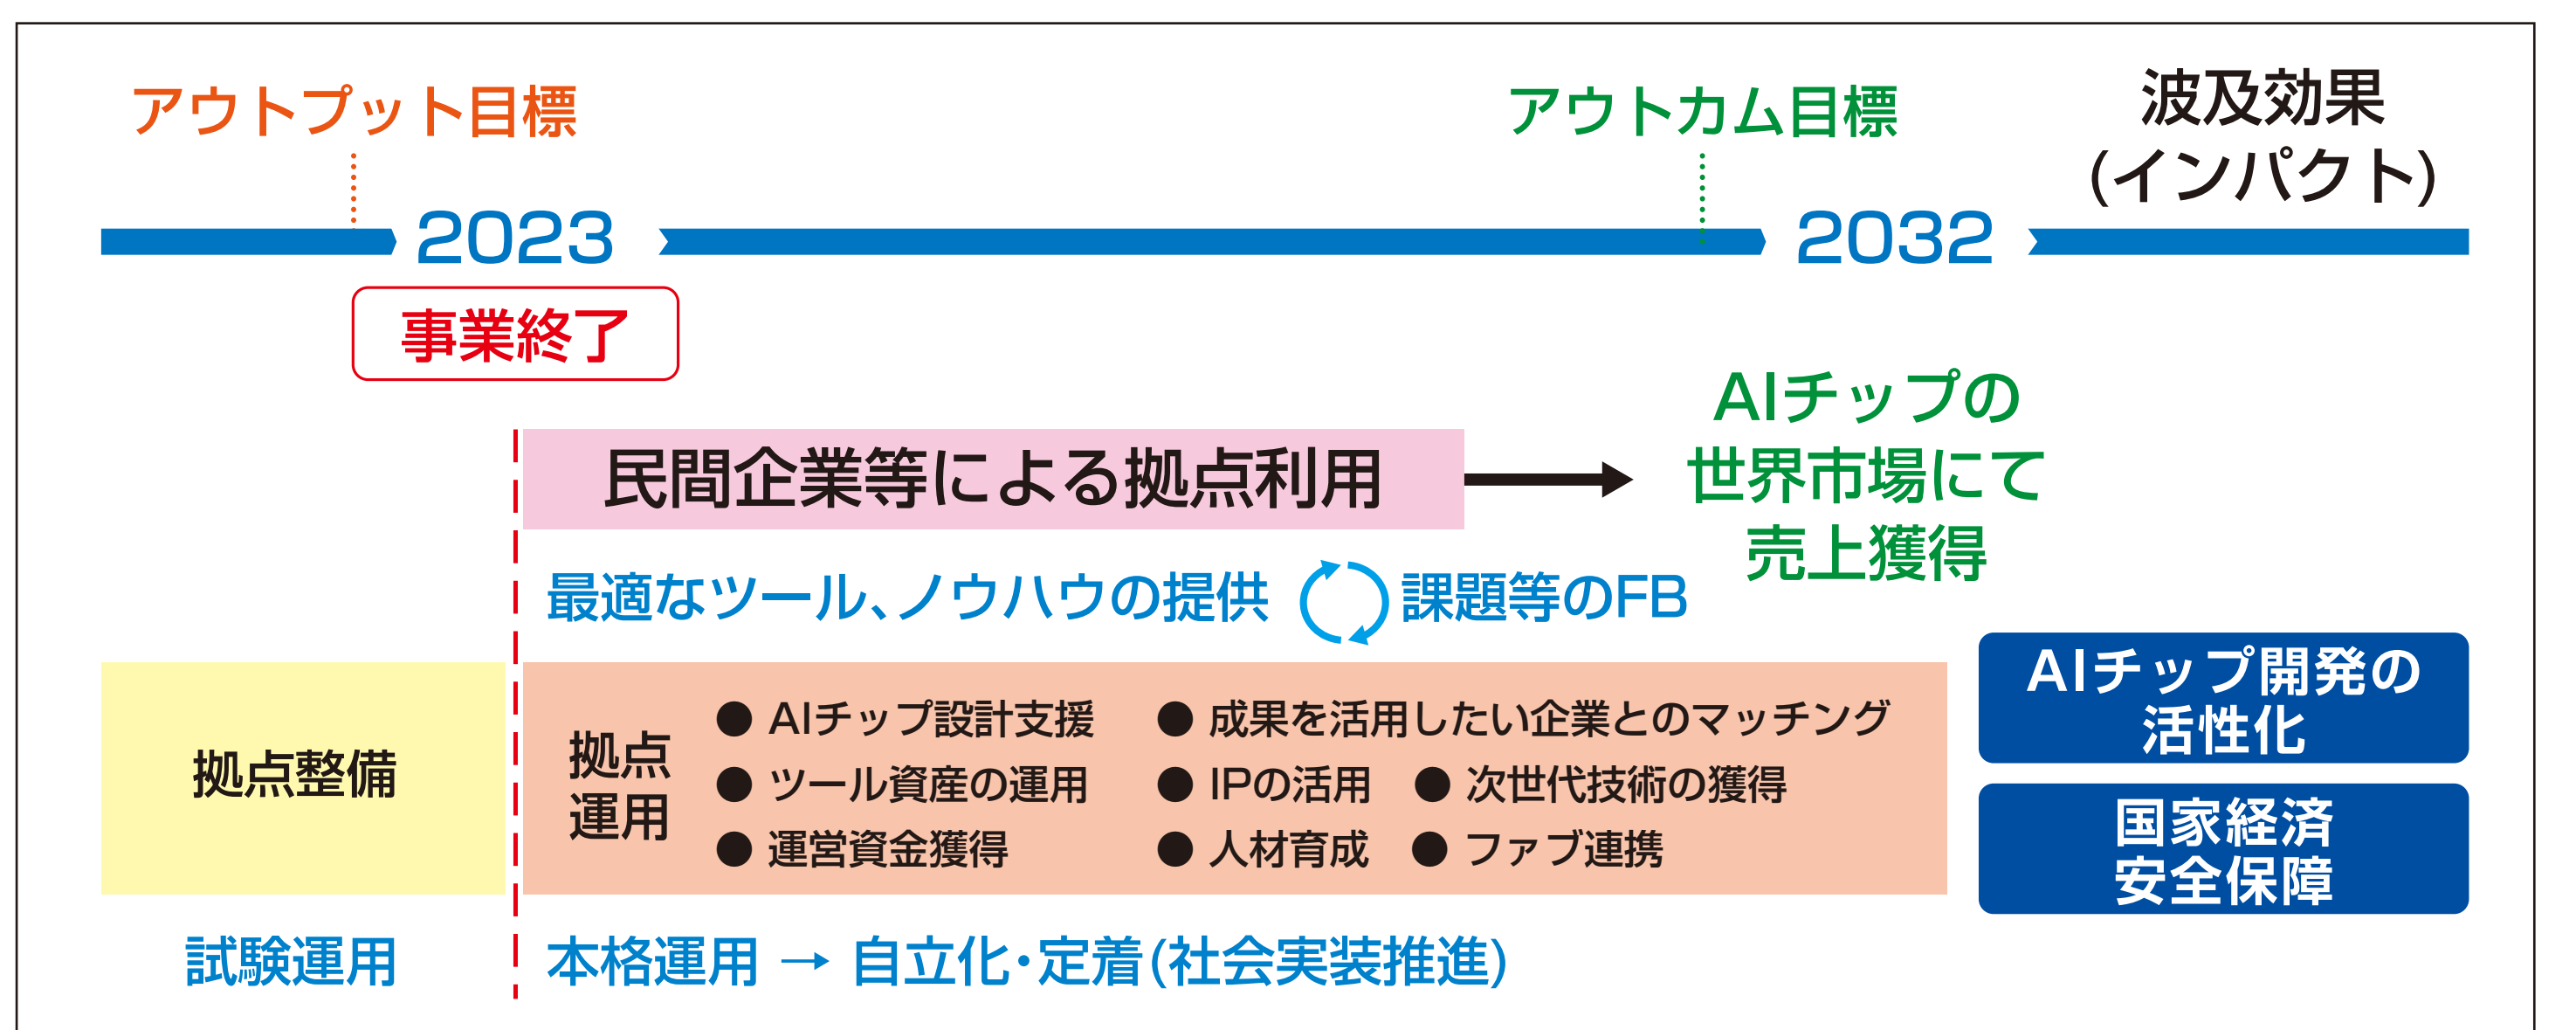 アウトプット目標
アウトカム目標
波及効果
(インパクト)
2023
2032
事業終了
AIチップの
世界市場にて
売上獲得
民間企業等による拠点利用
最適なツール、ノウハウの提供
課題等のFB
拠点整備
拠点
運用
● AIチップ設計支援
● 成果を活用したい企業とのマッチング
● ツール資産の運用
● IPの活用
● 次世代技術の獲得
● 運営資金獲得
● 人材育成
● ファブ連携
AIチップ開発の
活性化
国家経済
安全保障
試験運用
本格運用 → 自立化・定着(社会実装推進)